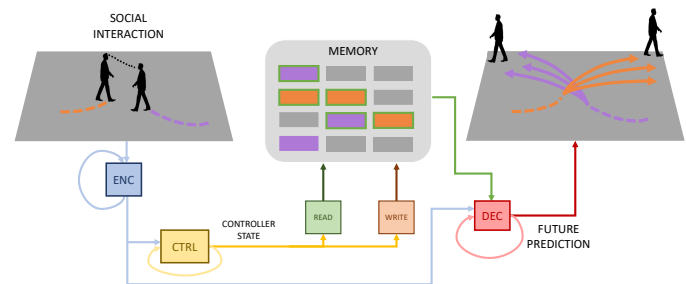 SOCIAL
INTERACTION
MEMORY
ENC
CTRL
CONTROLLER
STATE
READ
WRITE
DEC
FUTURE
PREDICTION